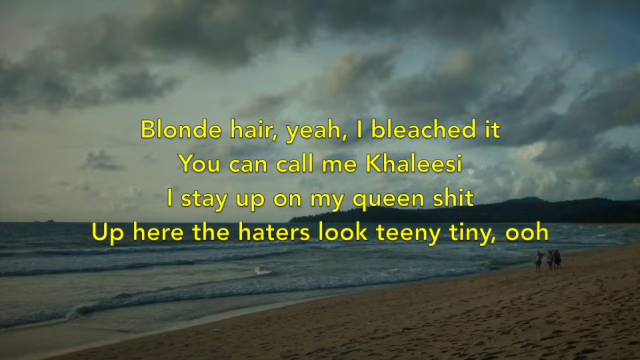 Blonde hair, yeah, I bleached it
You can call me Khaleesi
I stay up on my queen shit
Up here the haters look teeny tiny, ooh